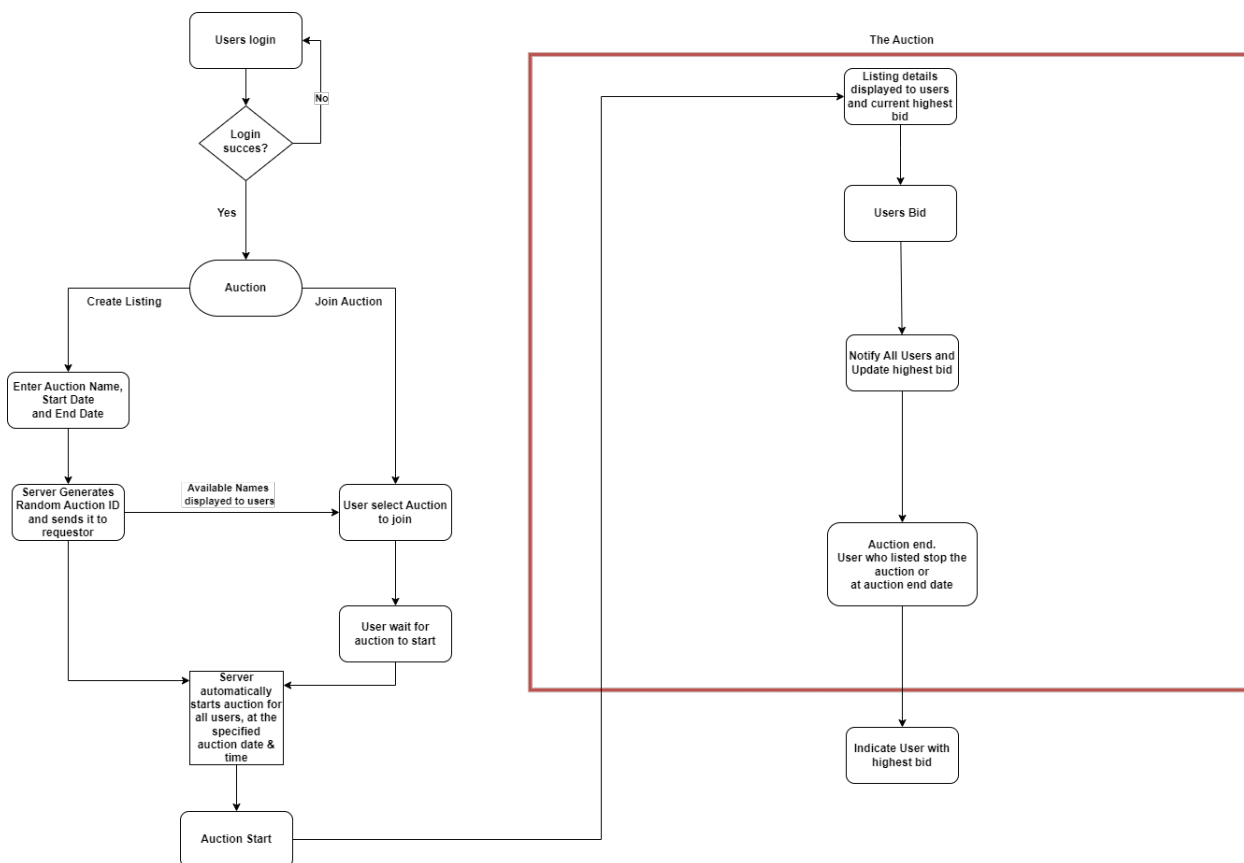 Users login
No
Login
succes?
Yes
Auction
Create Listing
Join Auction
Enter Auction Name,
Start Date
and End Date
Server Generates
Random Auction ID
and sends it to
requestor
Available Names
displayed to users
User select Auction
to join
User wait for
auction to start
Server
automatically
starts auction for
all users, at the
specified
auction date &
time
Auction Start
The Auction
Listing details
displayed to users
and current highest
bid
Users Bid
Notify All Users and
Update highest bid
Auction end.
User who listed stop the
auction or
at auction end date
Indicate User with
highest bid